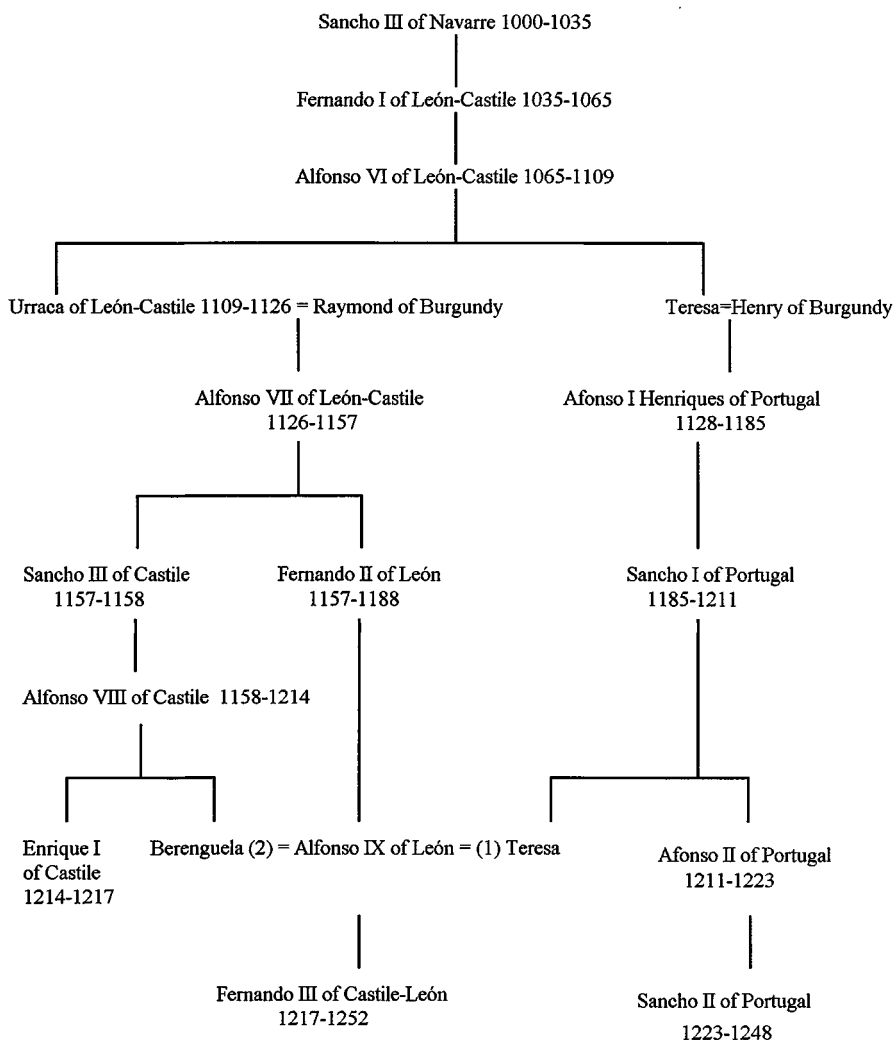 Sancho III of Navarre 1000-1035
Fernando I of León-Castile 1035-1065
Alfonso VI of León-Castile 1065-1109
Urraca of León-Castile 1109-1126 = Raymond of Burgundy
Teresa=Henry of Burgundy
Alfonso VII of León-Castile
1126-1157
Afonso I Henriques of Portugal
1128-1185
Sancho III of Castile
1157-1158
Fernando II of León
1157-1188
Sancho I of Portugal
1185-1211
Alfonso VIII of Castile 1158-1214
Enrique I
of Castile
1214-1217
Berenguela (2) = Alfonso IX of León = (1) Teresa
Afonso II of Portugal
1211-1223
Fernando III of Castile-León
1217-1252
Sancho II of Portugal
1223-1248